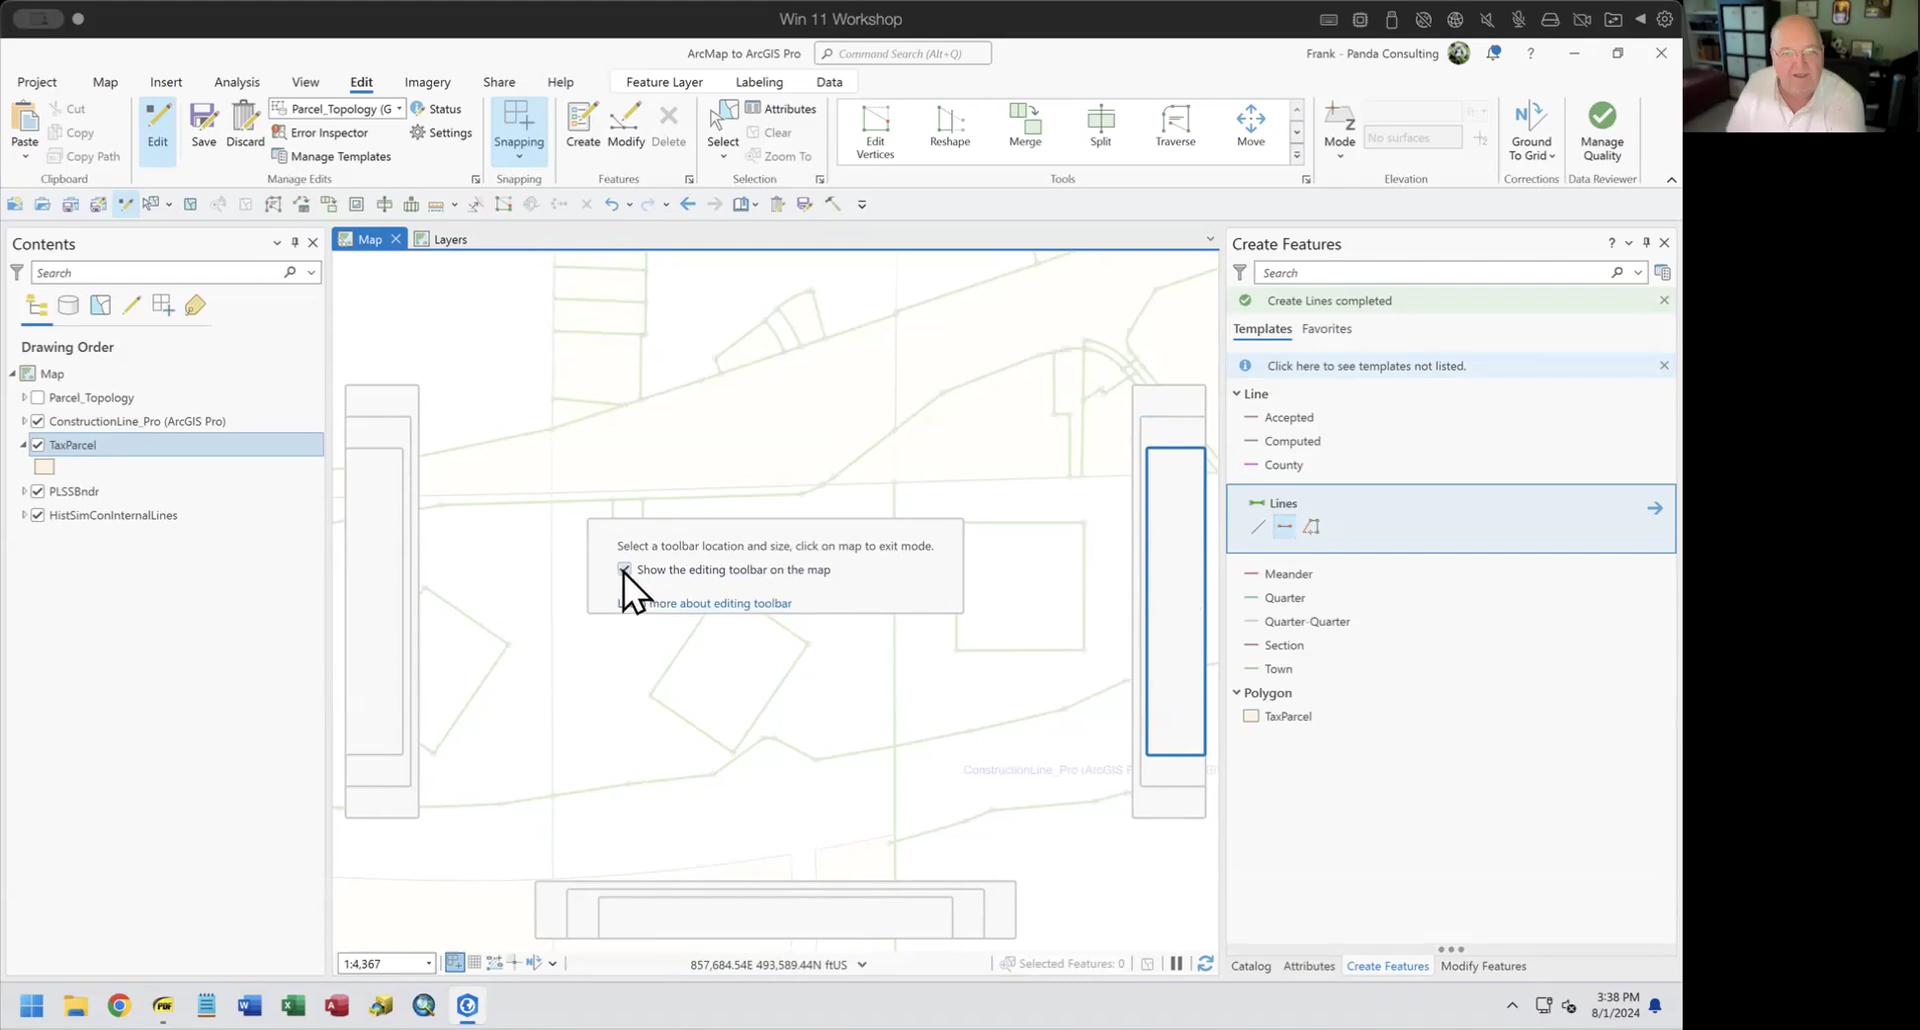 Win 11 Workshop
ArcMap to ArcGIS Pro
Command Search (Alt+Q)
Frank - Panda Consulting
?
Project
Map
Insert
Analysis
View
Edit
Imagery
Share
Help
Feature Layer
Labeling
Data
Paste
Cut
Copy
Copy Path
Clipboard
Edit
Save
Discard
Parcel_Topology (G
Error Inspector
Manage Templates
Status
Settings
Manage Edits
Snapping
Snapping
Create
Modify
Delete
Features
Select
Attributes
Clear
Zoom To
Selection
Edit
Vertices
Reshape
Merge
Split
Traverse
Move
Tools
Mode
No surfaces
Elevation
Ground
To Grid
Corrections
Manage
Quality
Data Reviewer
Contents
Search
Drawing Order
Map
Parcel_Topology
ConstructionLine_Pro (ArcGIS Pro)
TaxParcel
PLSSBndr
HistSimConInternalLines
Map
Layers
Select a toolbar location and size, click on map to exit mode.
Show the editing toolbar on the map
more about editing toolbar
ConstructionLine_Pro (ArcGIS P
1:4,367
857,684.54E 493,589.44N ftUS
Selected Features: 0
Create Features
?
Search
Create Lines completed
Templates
Favorites
Click here to see templates not listed.
Line
Accepted
Computed
County
Lines
Meander
Quarter
Quarter-Quarter
Section
Town
Polygon
TaxParcel
Catalog
Attributes
Create Features
Modify Features
3:38 PM
8/1/2024